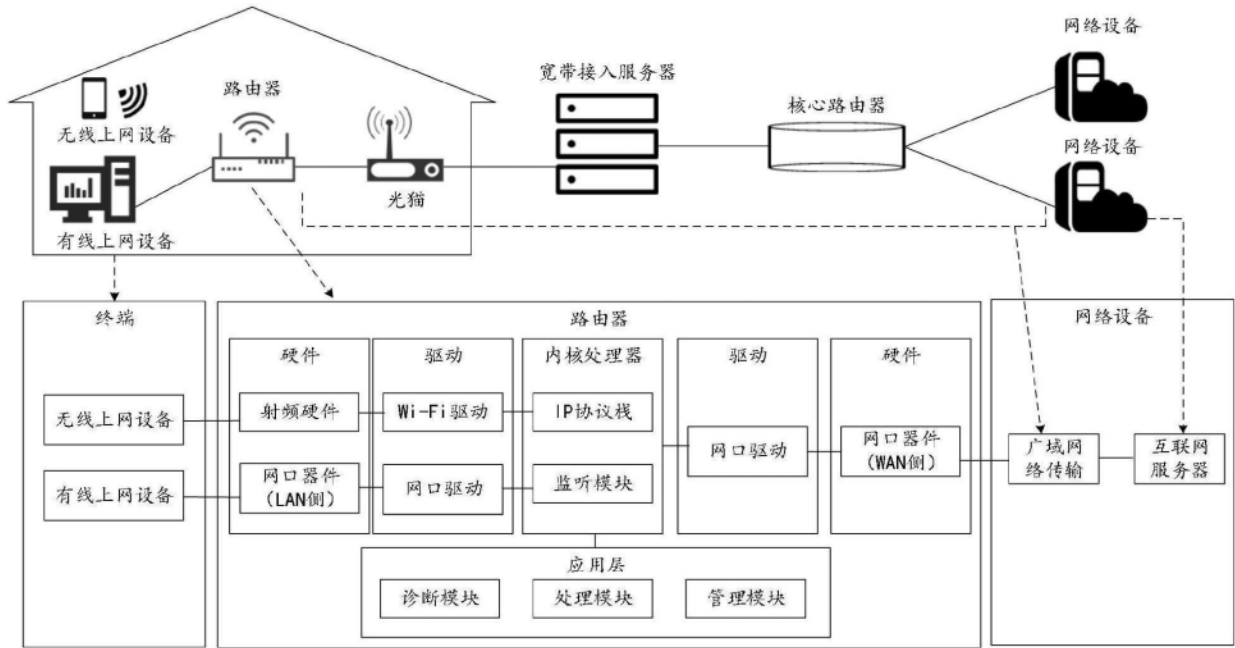 网络设备
宽带接入服务器
路由器
核心路由器
无线上网设备
网络设备
光猫
有线上网设备
终端
路由器
网络设备
硬件
驱动
内核处理器
驱动
硬件
无线上网设备
射频硬件
Wi-Fi驱动
IP协议栈
网口驱动
网口器件
(WAN侧)
广域网
络传输
互联网
服务器
有线上网设备
网口器件
(LAN侧)
网口驱动
监听模块
应用层
诊断模块
处理模块
管理模块